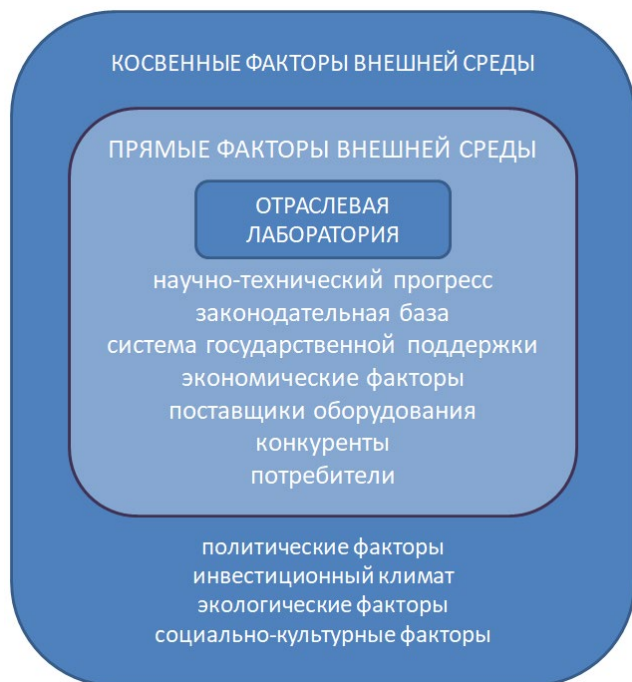 КОСВЕННЫЕ ФАКТОРЫ ВНЕШНЕЙ СРЕДЫ
ПРЯМЫЕ ФАКТОРЫ ВНЕШНЕЙ СРЕДЫ
ОТРАСЛЕВАЯ
ЛАБОРАТОРИЯ
научно-технический прогресс
законодательная база
система государственной поддержки
экономические факторы
поставщики оборудования
конкуренты
потребители
политические факторы
инвестиционный климат
экологические факторы
социально-культурные факторы